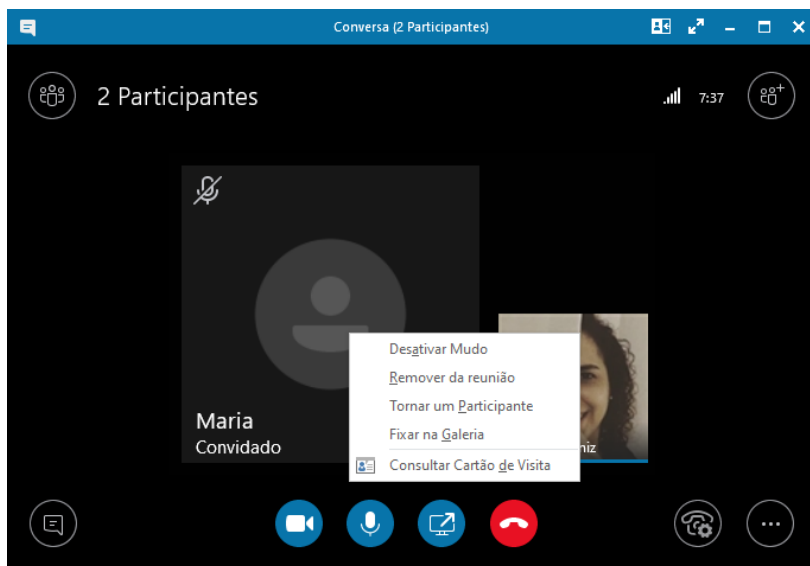 Conversa (2 Participantes)
2 Participantes
7:37
Maria
Convidado
Desativar Mudo
Remover da reunião
Tornar um Participante
Fixar na Galeria
Consultar Cartão de Visita